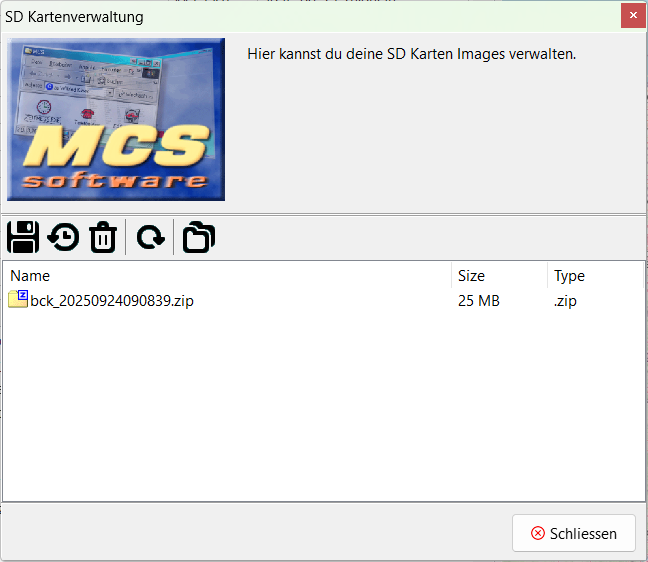 SD Kartenverwaltung
Hier kannst du deine SD Karten Images verwalten.
MCS
software
Name Size Type
bck_20250924090839.zip 25 MB .zip
Schliessen